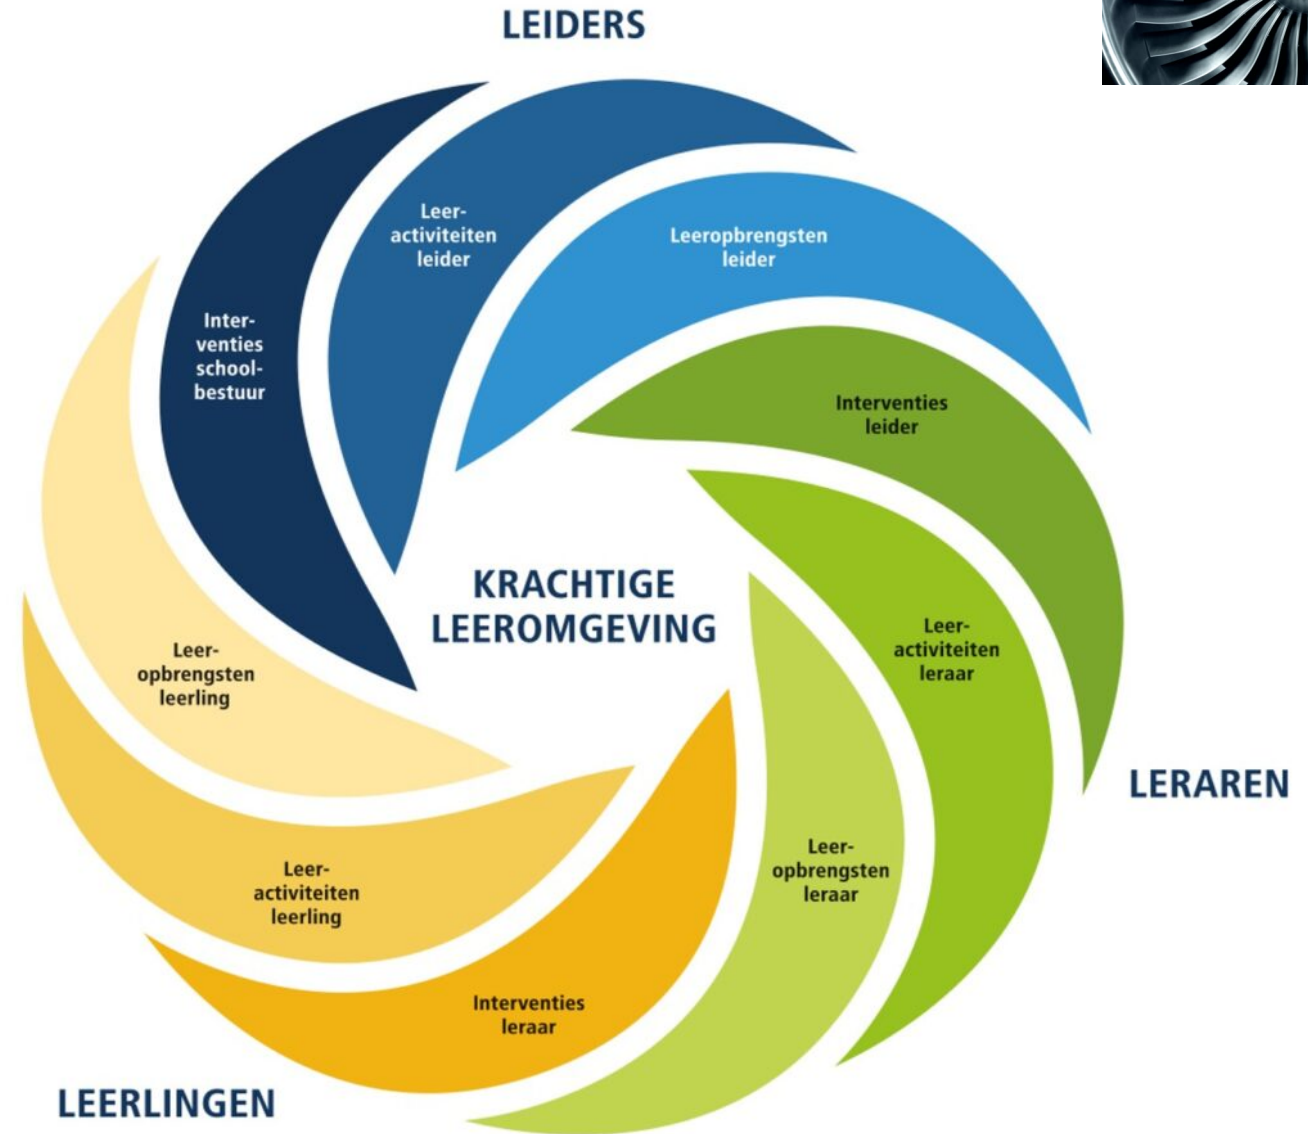 LEIDERS
Leer-
activiteiten
leider
Leeropbrengsten
leider
Inter-
venties
school-
bestuur
Interventies
leider
KRACHTIGE
LEEROMGEVING
Leer-
activiteiten
leraar
Leer-
opbrengsten
leerling
LERAREN
Leer-
opbrengsten
leraar
Leer-
activiteiten
leerling
Interventies
leraar
LEERLINGEN